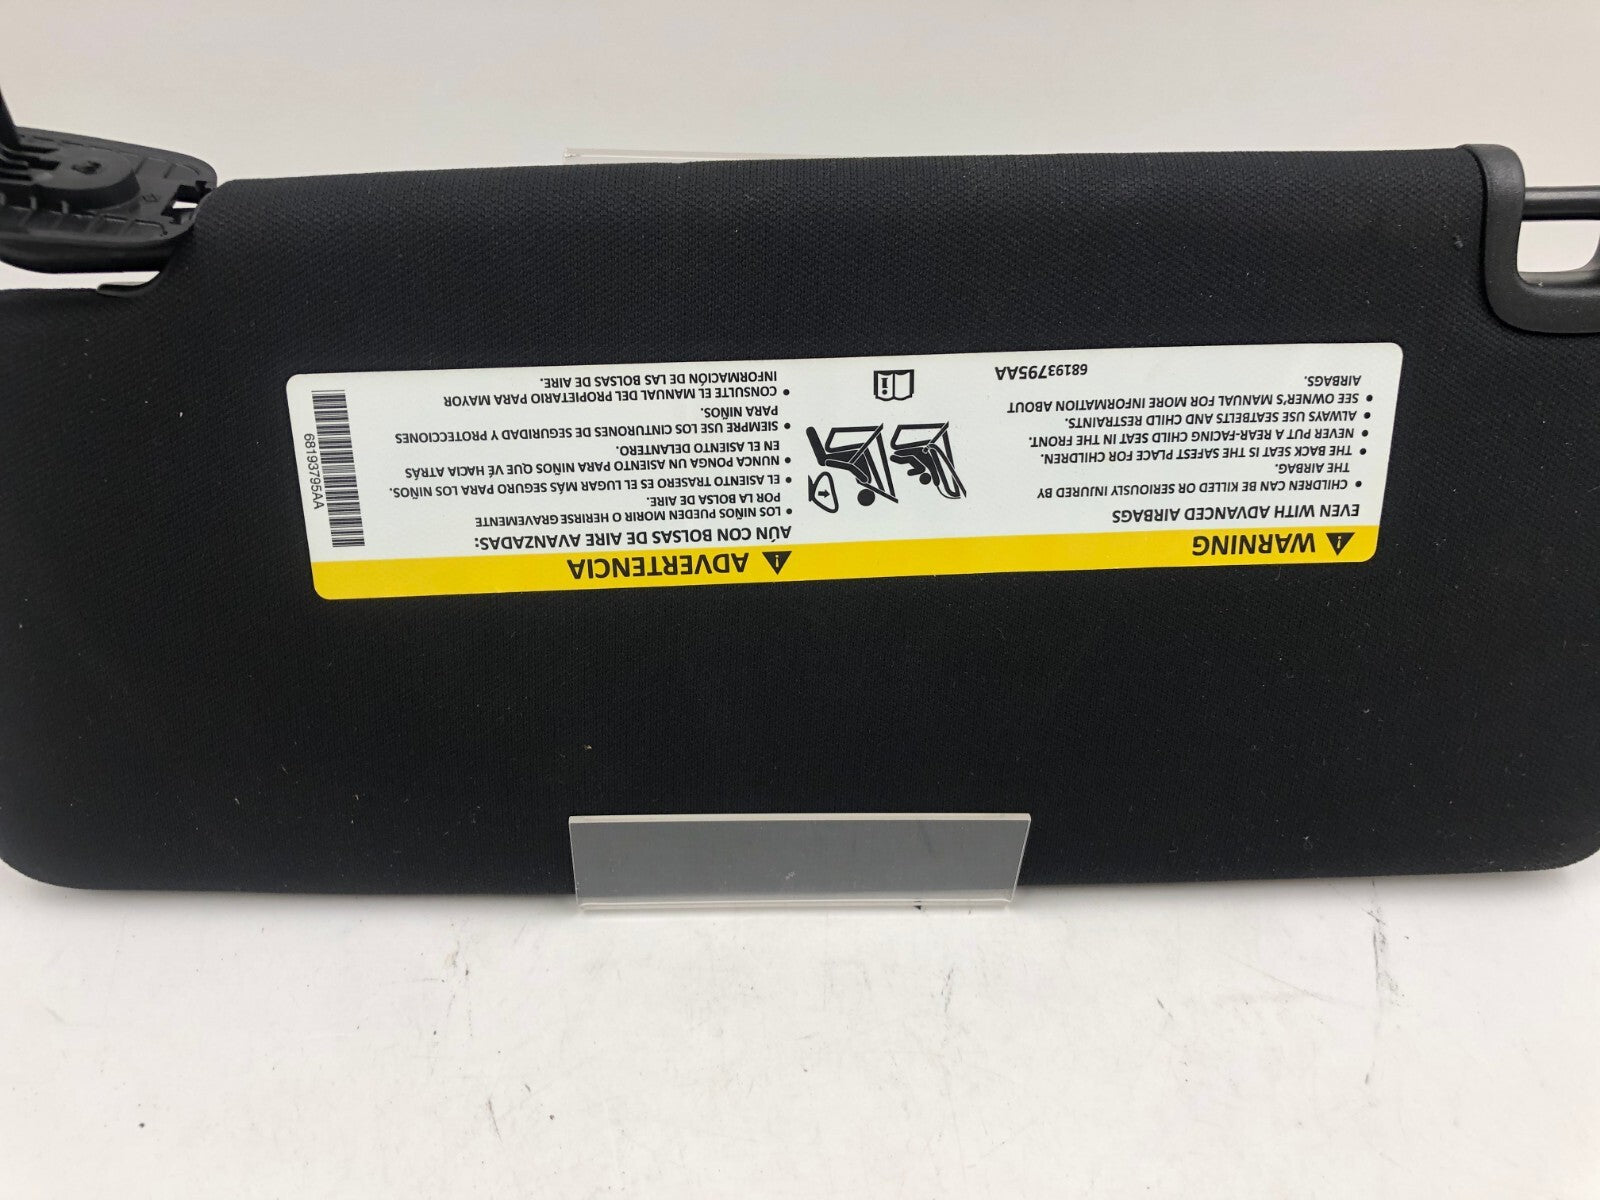 WARNING
EVEN WITH ADVANCED AIRBAGS
• CHILDREN CAN BE KILLED OR SERIOUSLY INJURED BY
THE AIRBAG.
• THE BACK SEAT IS THE SAFEST PLACE FOR CHILDREN.
• NEVER PUT A REAR-FACING CHILD SEAT IN THE FRONT.
• ALWAYS USE SEATBELTS AND CHILD RESTRAINTS.
• SEE OWNER'S MANUAL FOR MORE INFORMATION ABOUT
AIRBAGS.
68193795AA
ADVERTENCIA
AÚN CON BOLSAS DE AIRE AVANZADAS:
• LOS NIÑOS PUEDEN MORIR O HERIRSE GRAVEMENTE
POR LA BOLSA DE AIRE.
• EL ASIENTO TRASERO ES EL LUGAR MÁS SEGURO PARA LOS NIÑOS.
• NUNCA PONGA UN ASIENTO PARA NIÑOS QUE VÉ HACIA ATRÁS
EN EL ASIENTO DELANTERO.
• SIEMPRE USE LOS CINTURONES DE SEGURIDAD Y PROTECCIONES
PARA NIÑOS.
• CONSULTE EL MANUAL DEL PROPIETARIO PARA MAYOR
INFORMACIÓN DE LAS BOLSAS DE AIRE.
68193795AA